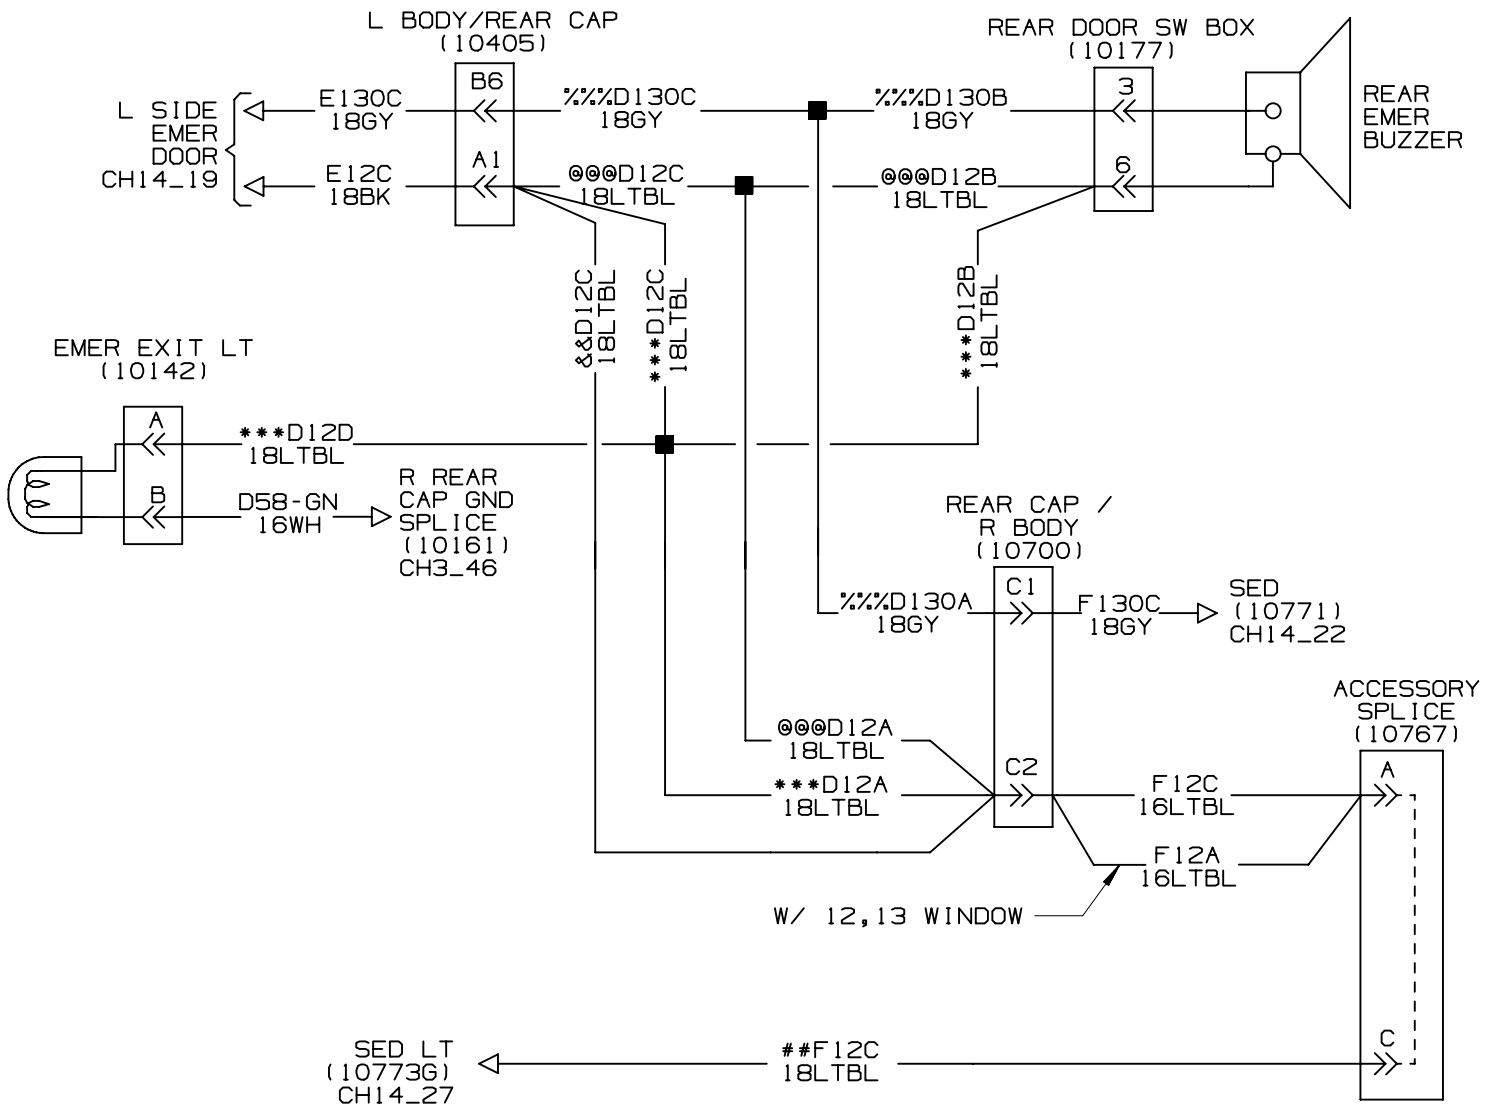 L BODY/REAR CAP
(10405)
REAR DOOR SW BOX
(10177)
B6
3
L SIDE
EMER
DOOR
CH14_19
E130C
18GY
%%%D130C
18GY
%%%D130B
18GY
REAR
EMER
BUZZER
A1
6
E12C
18BK
@@@D12C
18LTBL
@@@D12B
18LTBL
&&D12C
18LTBL
***D12C
18LTBL
***D12B
18LTBL
EMER EXIT LT
(10142)
A
***D12D
18LTBL
B
D58-GN
16WH
R REAR
CAP GND
SPLICE
(10161)
CH3_46
REAR CAP /
R BODY
(10700)
C1
%%%D130A
18GY
F130C
18GY
SED
(10771)
CH14_22
ACCESSORY
SPLICE
(10767)
@@@D12A
18LTBL
C2
A
***D12A
18LTBL
F12C
16LTBL
F12A
16LTBL
W/ 12,13 WINDOW
C
SED LT
(10773G)
CH14_27
##F12C
18LTBL